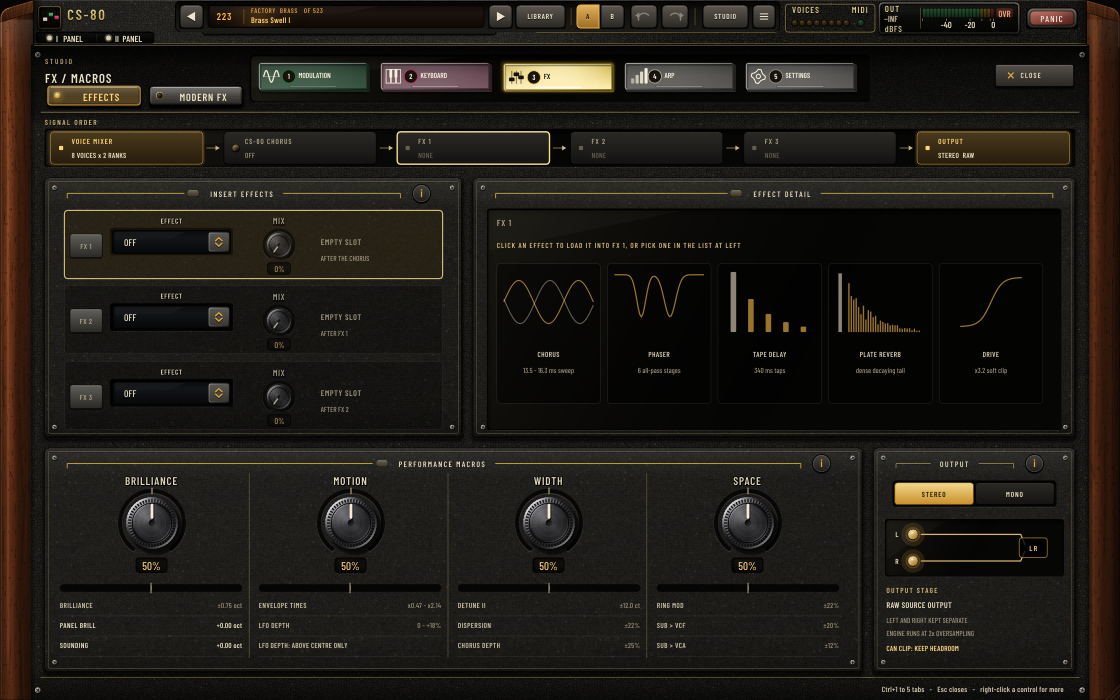 CS-80
I PANEL
II PANEL
223
FACTORY BRASS OF 523
Brass Swell I
LIBRARY
A
B
STUDIO
VOICES MIDI
OUT
-INF
dBFS
-40 -20 0
OVR
PANIC
STUDIO
FX / MACROS
EFFECTS
MODERN FX
1 MODULATION
2 KEYBOARD
3 FX
4 ARP
5 SETTINGS
× CLOSE
SIGNAL ORDER
VOICE MIXER
8 VOICES x 2 RANKS
CS-80 CHORUS
OFF
FX 1
NONE
FX 2
NONE
FX 3
NONE
OUTPUT
STEREO RAW
INSERT EFFECTS
i
EFFECT
MIX
FX 1
OFF
0%
EMPTY SLOT
AFTER THE CHORUS
EFFECT
MIX
FX 2
OFF
0%
EMPTY SLOT
AFTER FX 1
EFFECT
MIX
FX 3
OFF
0%
EMPTY SLOT
AFTER FX 2
EFFECT DETAIL
FX 1
CLICK AN EFFECT TO LOAD IT INTO FX 1, OR PICK ONE IN THE LIST AT LEFT
CHORUS
13.5 - 16.3 ms sweep
PHASER
6 all-pass stages
TAPE DELAY
340 ms taps
PLATE REVERB
dense decaying tail
DRIVE
x3.2 soft clip
PERFORMANCE MACROS
i
BRILLIANCE
50%
BRILLIANCE ±0.75 oct
PANEL BRILL +0.00 oct
SOUNDING +0.00 oct
MOTION
50%
ENVELOPE TIMES x0.47 - x2.14
LFO DEPTH 0 - +18%
LFO DEPTH: ABOVE CENTRE ONLY
WIDTH
50%
DETUNE II ±12.0 ct
DISPERSION ±22%
CHORUS DEPTH ±25%
SPACE
50%
RING MOD ±22%
SUB > VCF ±20%
SUB > VCA ±12%
OUTPUT
i
STEREO
MONO
L
R
LR
OUTPUT STAGE
RAW SOURCE OUTPUT
LEFT AND RIGHT KEPT SEPARATE
ENGINE RUNS AT 2x OVERSAMPLING
CAN CLIP: KEEP HEADROOM
Ctrl+1 to 5 tabs - Esc closes - right-click a control for more